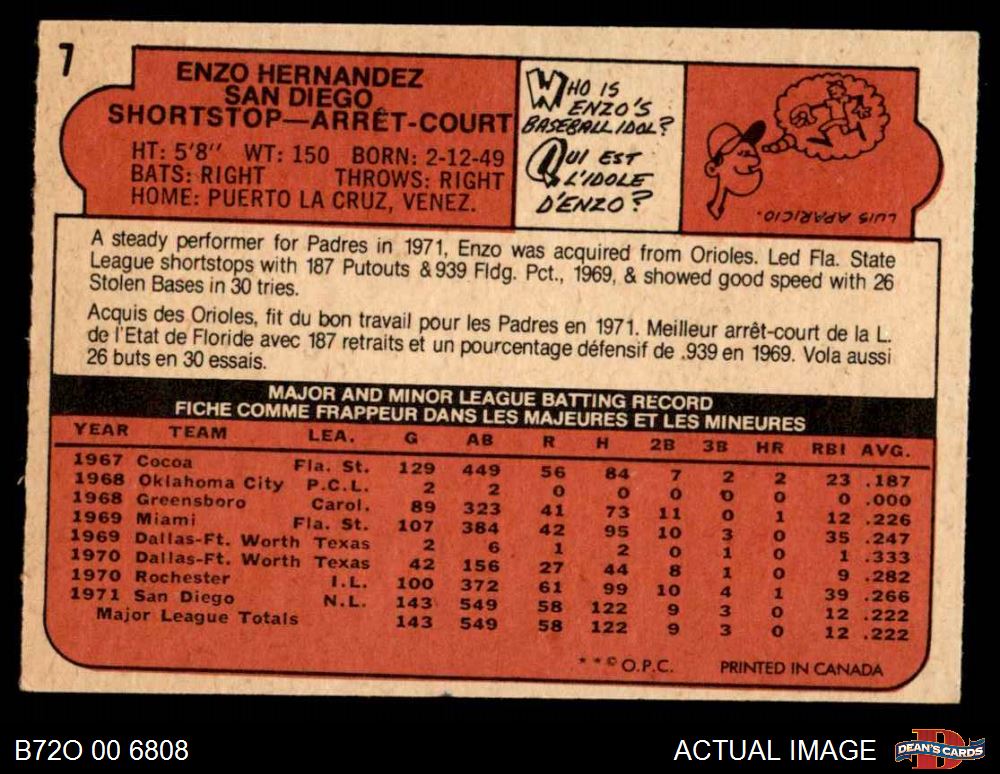 7
ENZO HERNANDEZ
SAN DIEGO
SHORTSTOP—ARRÊT-COURT
HT: 5'8" WT: 150 BORN: 2-12-49
BATS: RIGHT THROWS: RIGHT
HOME: PUERTO LA CRUZ, VENEZ.
WHO IS
ENZO'S
BASEBALL IDOL?
QUI EST
L'IDOLE
D'ENZO?
LUIS APARICIO.
A steady performer for Padres in 1971, Enzo was acquired from Orioles. Led Fla. State
League shortstops with 187 Putouts & 939 Fldg. Pct., 1969, & showed good speed with 26
Stolen Bases in 30 tries.
Acquis des Orioles, fit du bon travail pour les Padres en 1971. Meilleur arrêt-court de la L.
de l'Etat de Floride avec 187 retraits et un pourcentage défensif de .939 en 1969. Vola aussi
26 buts en 30 essais.
MAJOR AND MINOR LEAGUE BATTING RECORD
FICHE COMME FRAPPEUR DANS LES MAJEURES ET LES MINEURES
YEAR TEAM LEA. G AB R H 2B 3B HR RBI AVG.
1967 Cocoa Fla. St. 129 449 56 84 7 2 2 23 .187
1968 Oklahoma City P.C.L. 2 2 0 0 0 0 0 0 .000
1968 Greensboro Carol. 89 323 41 73 11 0 1 12 .226
1969 Miami Fla. St. 107 384 42 95 10 3 0 35 .247
1969 Dallas-Ft. Worth Texas 2 6 1 2 0 1 0 1 .333
1970 Dallas-Ft. Worth Texas 42 156 27 44 8 1 0 9 .282
1970 Rochester I.L. 100 372 61 99 10 4 1 39 .266
1971 San Diego N.L. 143 549 58 122 9 3 0 12 .222
Major League Totals 143 549 58 122 9 3 0 12 .222
* * © O.P.C. PRINTED IN CANADA
B72O 00 6808
ACTUAL IMAGE
D
DEAN'S CARDS